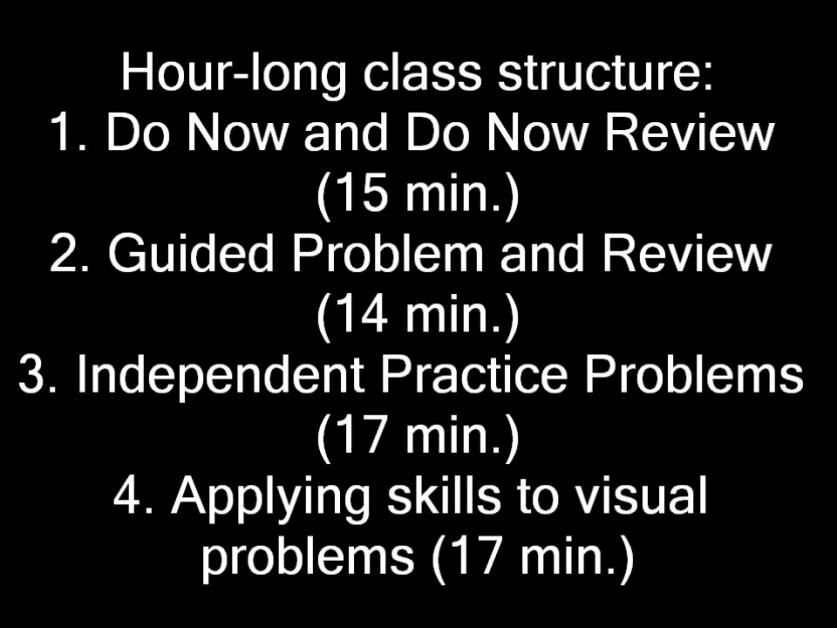 Hour-long class structure:
1. Do Now and Do Now Review
(15 min.)
2. Guided Problem and Review
(14 min.)
3. Independent Practice Problems
(17 min.)
4. Applying skills to visual
problems (17 min.)